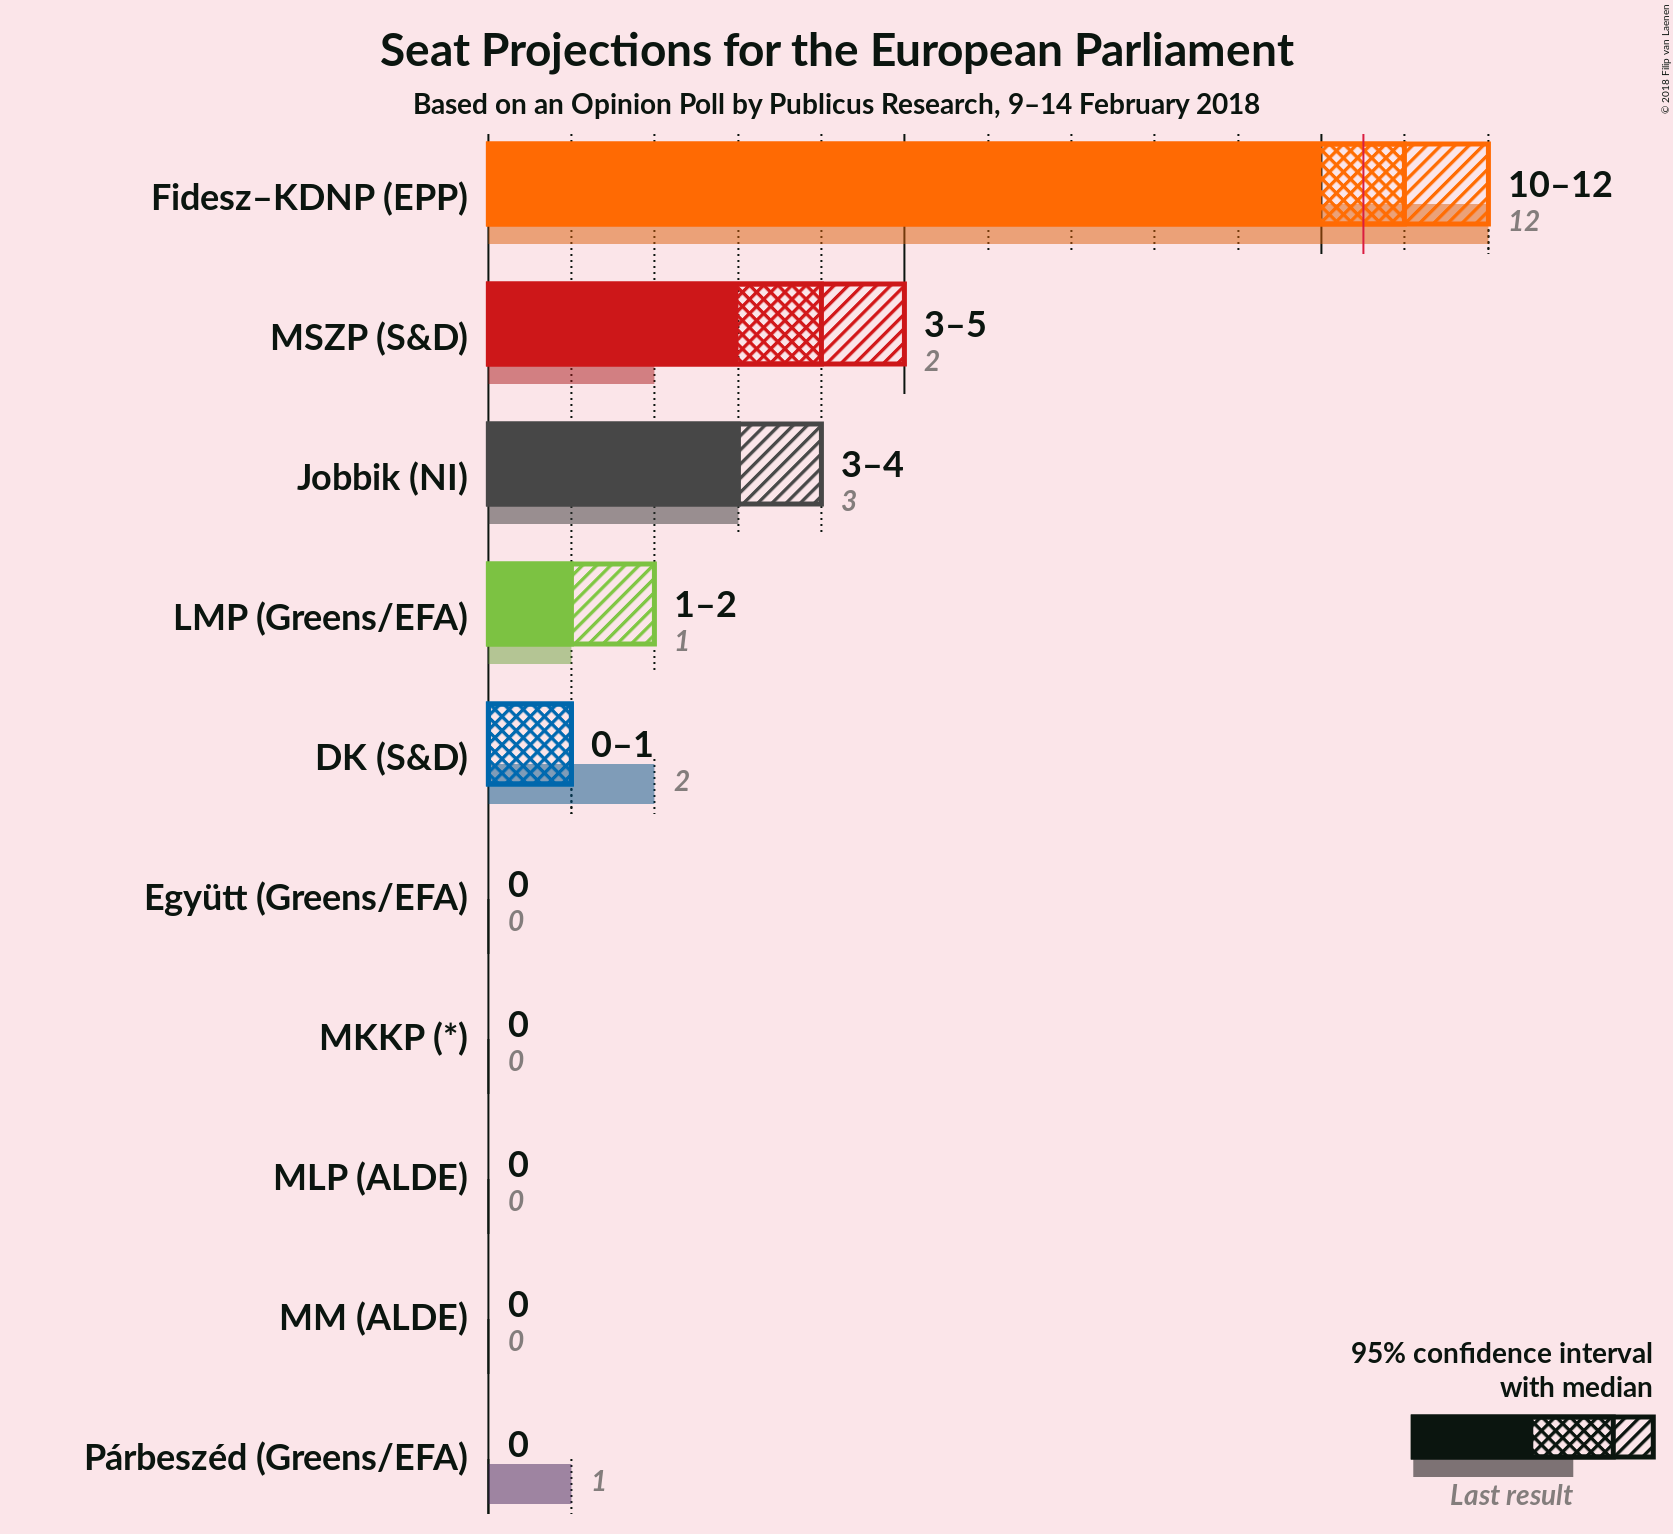 Seat Projections for the European Parliament
Based on an Opinion Poll by Publicus Research, 9–14 February 2018
© 2018 Filip van Laenen
Fidesz–KDNP (EPP)
10–12
12
MSZP (S&D)
3–5
2
Jobbik (NI)
3–4
3
LMP (Greens/EFA)
1–2
1
DK (S&D)
0–1
2
Együtt (Greens/EFA)
0
0
MKKP (*)
0
0
MLP (ALDE)
0
0
MM (ALDE)
0
0
Párbeszéd (Greens/EFA)
0
1
95% confidence interval
with median
Last result